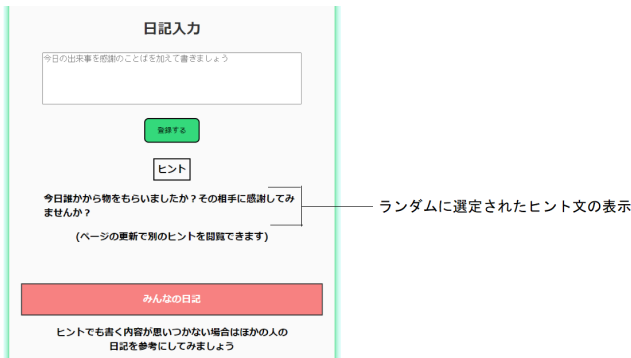 日記入力
今日の出来事を感謝のことばを加えて書きましょう
登録する
ヒント
今日誰かから物をもらいましたか？その相手に感謝してみ
ませんか？
(ページの更新で別のヒントを閲覧できます)
ランダムに選定されたヒント文の表示
みんなの日記
ヒントでも書く内容が思いつかない場合はほかの人の
日記を参考にしてみましょう